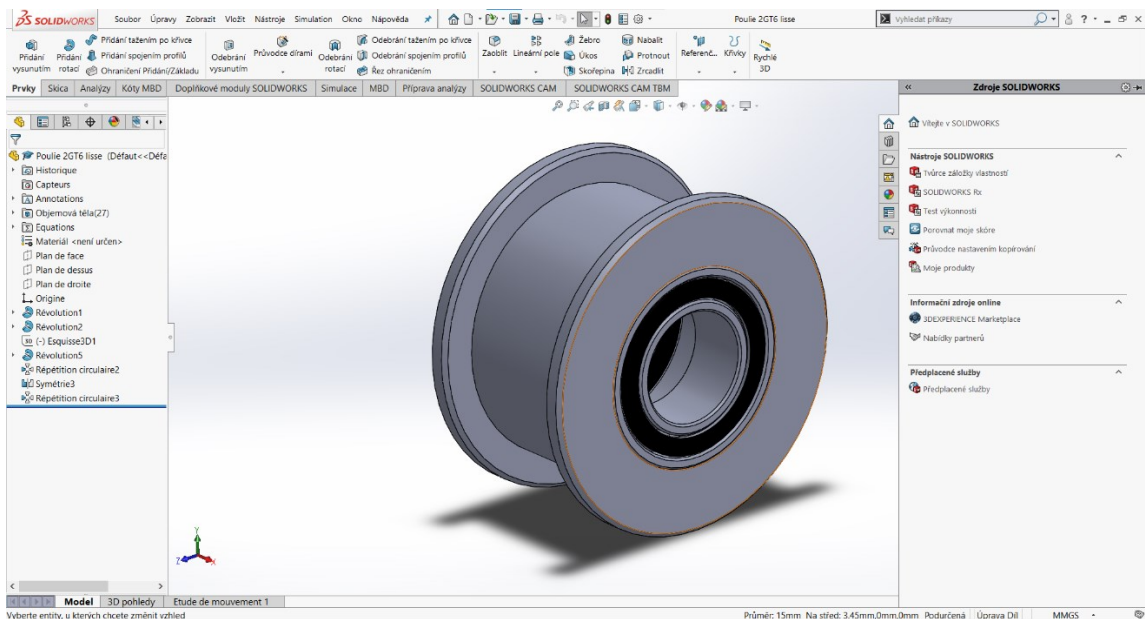 SOLIDWORKS
Soubor Úpravy Zobrazit Vložit Nástroje Simulation Okno Nápověda
Poulie 2GT6 lisse
vyhledat příkazy
Přidání vysunutím
Přidání rotací
Přidání tažením po křivce
Přidání spojením profilů
Ohraničení Přidání/Základu
Odebrání vysunutím
Průvodce dírami
Odebrání rotací
Odebrání tažením po křivce
Odebrání spojením profilů
Řez ohraničením
Zaoblit
Lineární pole
Žebro
Úkos
Skořepina
Nabalit
Protnout
Zrcadlit
Referenč...
Křivky
Rychlé 3D
Prvky Skica Analýzy Kóty MBD Doplňkové moduly SOLIDWORKS Simulace MBD Příprava analýzy SOLIDWORKS CAM SOLIDWORKS CAM TBM
Poulie 2GT6 lisse (Défaut<<Défa
Historique
Capteurs
Annotations
Objemová těla(27)
Equations
Materiál <není určen>
Plan de face
Plan de dessus
Plan de droite
Origine
Révolution1
Révolution2
(-) Esquisse3D1
Révolution5
Répétition circulaire2
Symétrie3
Répétition circulaire3
Y
Z
X
Zdroje SOLIDWORKS
Vítejte v SOLIDWORKS
Nástroje SOLIDWORKS
Tvůrce záložky vlastností
SOLIDWORKS Rx
Test výkonnosti
Porovnat moje skóre
Průvodce nastavením kopírování
Moje produkty
Informační zdroje online
3DEXPERIENCE Marketplace
Nabídky partnerů
Předplacené služby
Předplacené služby
Model 3D pohledy Etude de mouvement 1
Vyberte entity, u kterých chcete změnit vzhled
Průměr: 15mm Na střed: 3.45mm,0mm,0mm Podurčená Úprava Díl MMGS